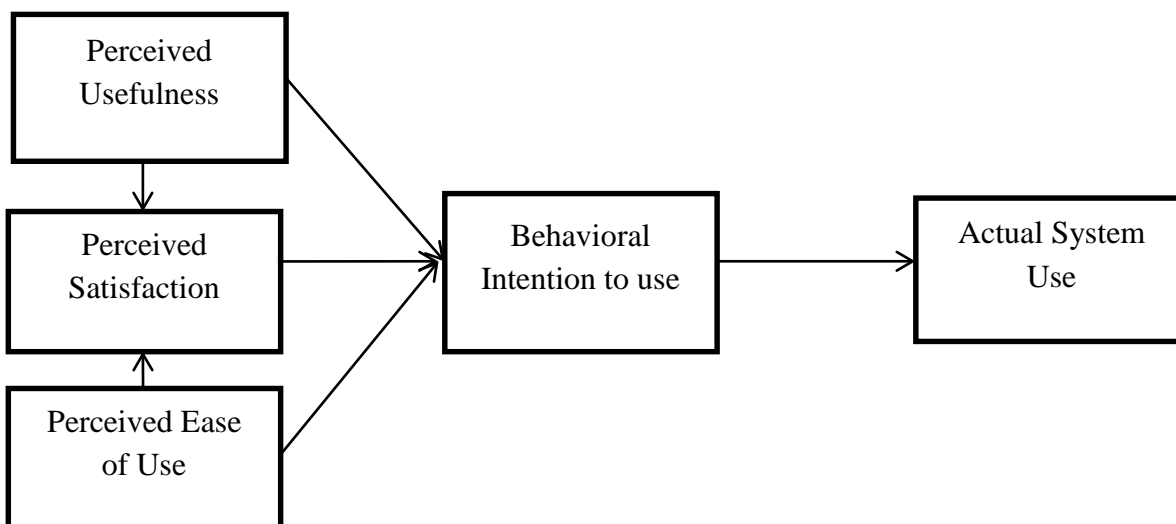 Perceived
Usefulness
Perceived
Satisfaction
Perceived Ease
of Use
Behavioral
Intention to use
Actual System
Use